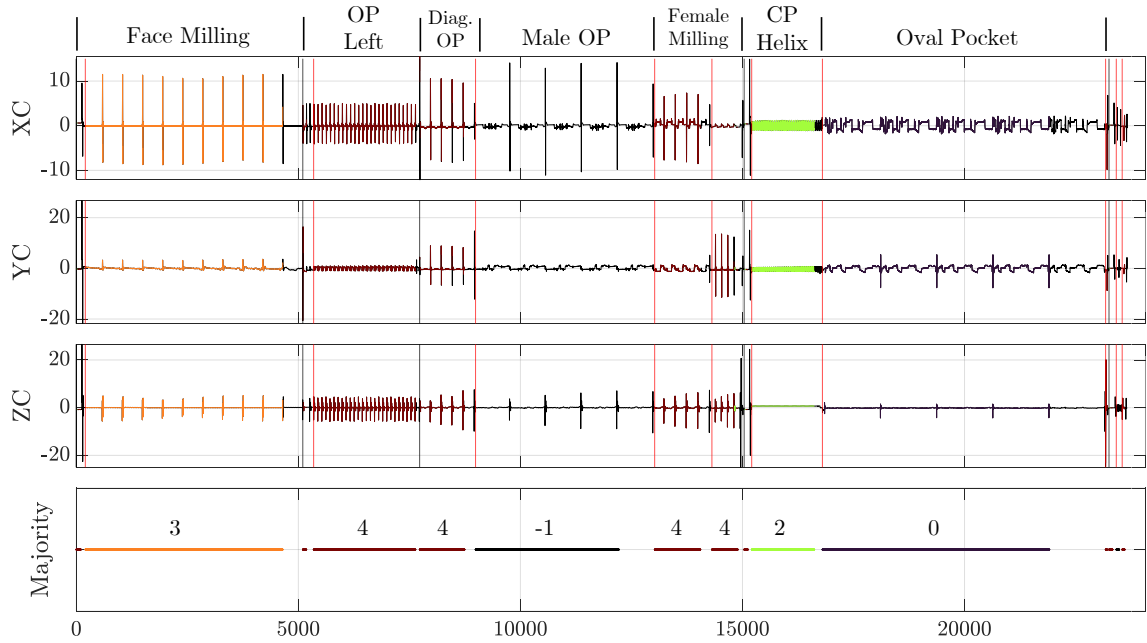 Face Milling
OP
Left
Diag.
OP
Male OP
Female
Milling
CP
Helix
Oval Pocket
XC
10
0
-10
YC
20
0
-20
ZC
20
0
-20
Majority
3
4
4
-1
4
4
2
0
0
5000
10000
15000
20000